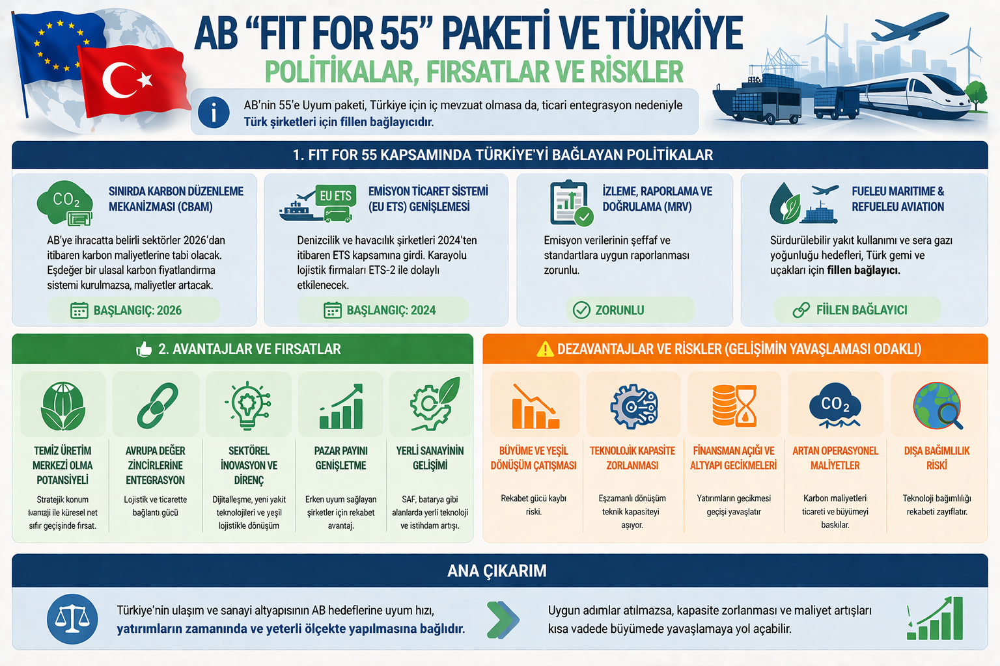 AB “FIT FOR 55” PAKETİ VE TÜRKİYE
POLİTİKALAR, FIRSATLAR VE RİSKLER
i
AB'nin 55'e Uyum paketi, Türkiye için iç mevzuat olmasa da, ticari entegrasyon nedeniyle
Türk şirketleri için fillen bağlayıcıdır.
1. FIT FOR 55 KAPSAMINDA TÜRKİYE'Yİ BAĞLAYAN POLİTİKALAR
CO₂
SINIRDA KARBON DÜZENLEME
MEKANİZMASI (CBAM)
AB'ye ihracatta belirli sektörler 2026'dan
itibaren karbon maliyetlerine tabi olacak.
Eşdeğer bir ulasal karbon fiyatlandırma
sistemi kurulmazsa, maliyetler artacak.
BAŞLANGIÇ: 2026
EU ETS
EMİSYON TİCARET SİSTEMİ
(EU ETS) GENİŞLEMESİ
Denizcilik ve havacılık şirketleri 2024'ten
itibaren ETS kapsamına girdi. Karayolu
lojistik firmaları ETS-2 ile dolaylı
etkilenecek.
BAŞLANGIÇ: 2024
İZLEME, RAPORLAMA VE
DOĞRULAMA (MRV)
Emisyon verilerinin şeffaf ve
standartlara uygun raporlanması
zorunlu.
ZORUNLU
FUELEU MARITIME &
REFUELEU AVIATION
Sürdürülebilir yakıt kullanımı ve sera gazı
yoğunluğu hedefleri, Türk gemi ve
uçakları için fillen bağlayıcı.
FİİLEN BAĞLAYICI
2. AVANTAJLAR VE FIRSATLAR
TEMİZ ÜRETİM
MERKEZİ OLMA
POTANSİYELİ
Stratejik konum
ile küresel net
sıfır geçişinde fırsat.
AVRUPA DEĞER
ZİNCİRLERİNE
ENTEGRASYON
Lojistik ve ticarette
bağlantı gücü
SEKTÖREL
İNOVASYON VE
DİRENÇ
Dijitalleşme, yeni yakit
teknolojileri ve yeşil
lojistikle dönüşüm
PAZAR PAYINI
GENİŞLETME
Erken uyum sağlayan
şirketler için rekabet
avantaj.
YERLİ SANAYİNİN
GELİŞİMİ
SAF, batarya gibi
alanlarda yerli teknoloji
ve istihdam artışı.
DEZAVANTAJLAR VE RİSKLER (GELİŞİMİN YAVAŞLAMASI ODAKLI)
BÜYÜME VE YEŞİL
DÖNÜŞÜM ÇATIŞMASI
Rekabet gücü kaybı
riski.
TEKNOLOJİK KAPASİTE
ZORLANMASI
Eşzamanlı dönüşüm
teknik kapasiteyi
aşıyor.
FİNANSMAN AÇIĞI VE
ALTYAPI GECİKMELERİ
Yatırımların gecikmesi
geçişi yavaşlatır
CO₂
ARTAN OPERASYONEL
MALİYETLER
Karbon maliyetleri
ticareti ve büyümeyi
baskılar.
DIŞA BAĞIMLILIK
RİSKİ
Teknoloji bağımlılığı
rekabeti zayıflatır.
ANA ÇIKARIM
Türkiye'nin ulaşım ve sanayi altyapısının AB hedeflerine uyum hızı,
yatırımların zamanında ve yeterli ölçekte yapılmasına bağlıdır.
Uygun adımlar atılmazsa, kapasite zorlanması ve maliyet artışları
kısa vadede büyümede yavaşlamaya yol açabilir.